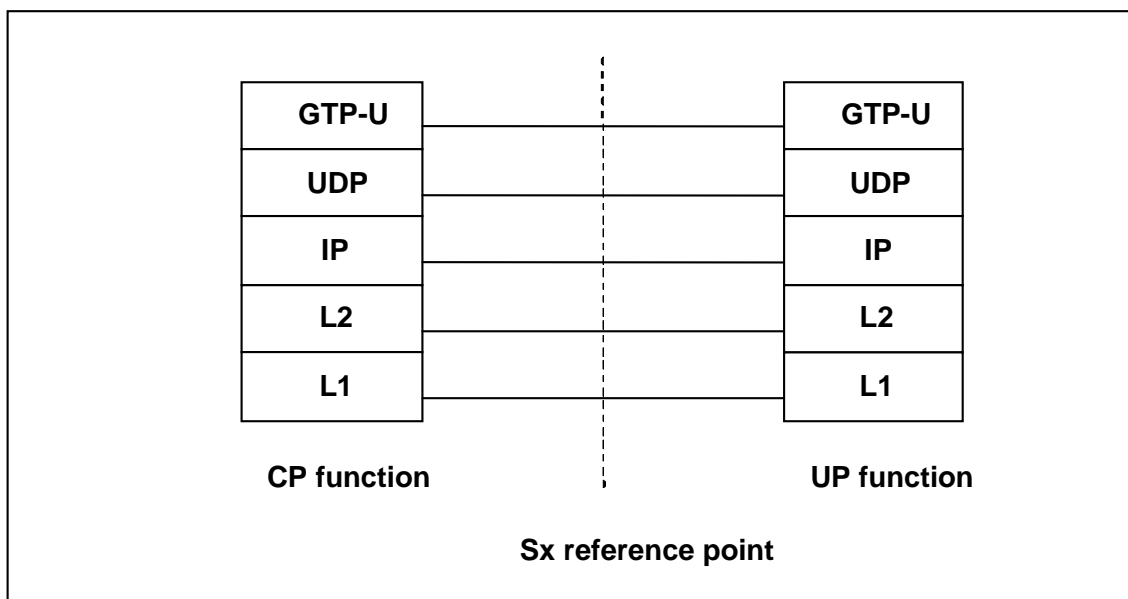 GTP-U GTP-U
UDP UDP
IP IP
L2 L2
L1 L1
CP function UP function
Sx reference point